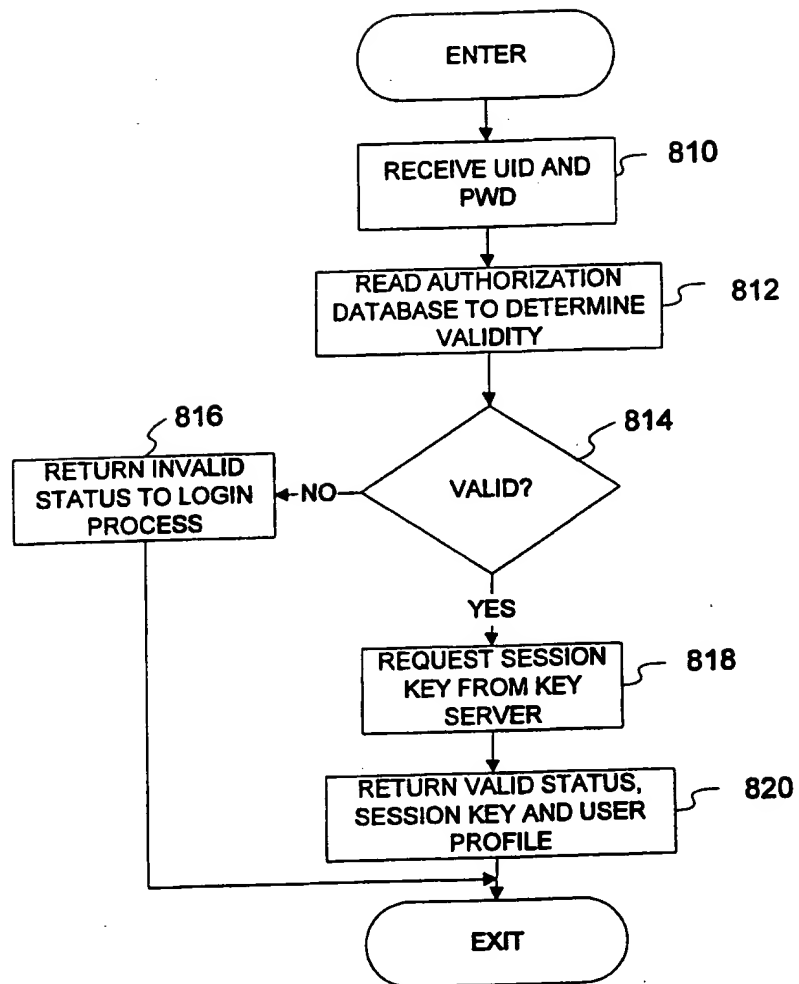 ENTER
RECEIVE UID AND
PWD
810
READ AUTHORIZATION
DATABASE TO DETERMINE
VALIDITY
812
VALID?
814
NO
816
RETURN INVALID
STATUS TO LOGIN
PROCESS
YES
REQUEST SESSION
KEY FROM KEY
SERVER
818
RETURN VALID STATUS,
SESSION KEY AND USER
PROFILE
820
EXIT